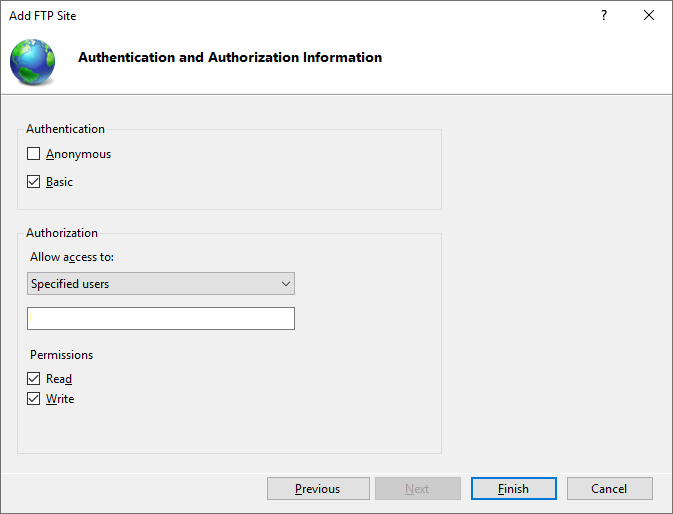 Add FTP Site
?
Authentication and Authorization Information
Authentication
Anonymous
Basic
Authorization
Allow access to:
Specified users
Permissions
Read
Write
Previous
Next
Finish
Cancel